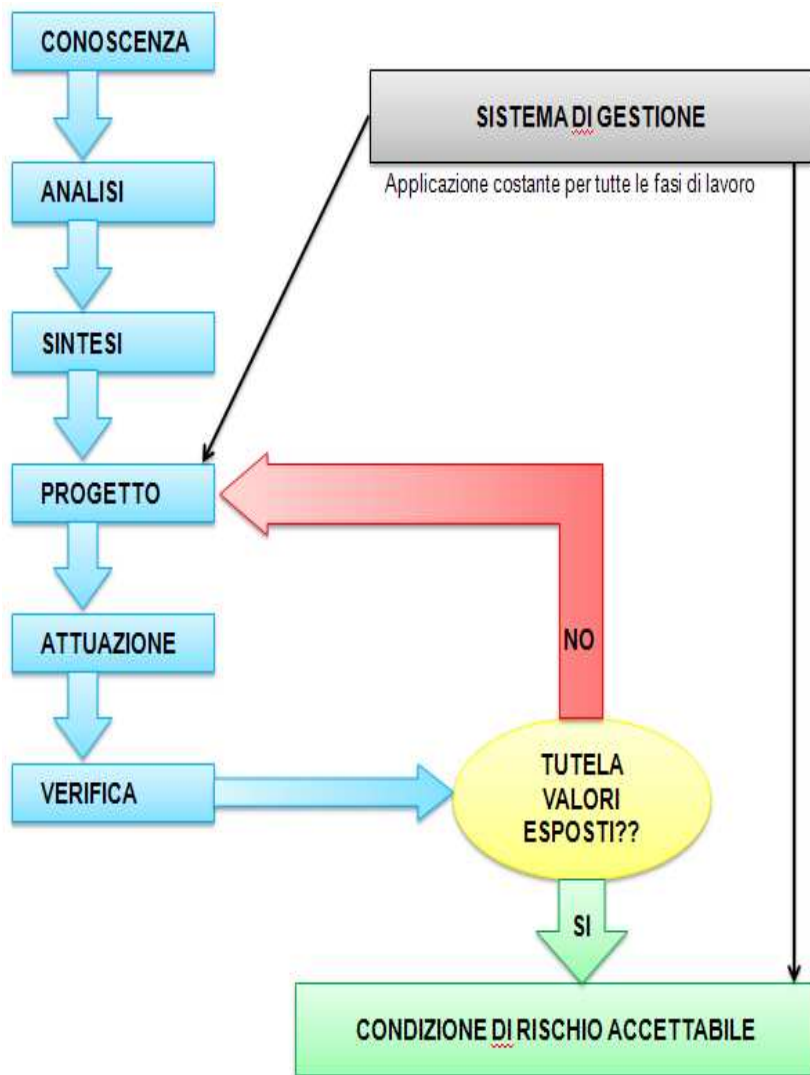 CONOSCENZA
SISTEMA DI GESTIONE
Applicazione costante per tutte le fasi di lavoro
ANALISI
SINTESI
PROGETTO
ATTUAZIONE
NO
VERIFICA
TUTELA
VALORI
ESPOSTI??
SI
CONDIZIONE DI RISCHIO ACCETTABILE